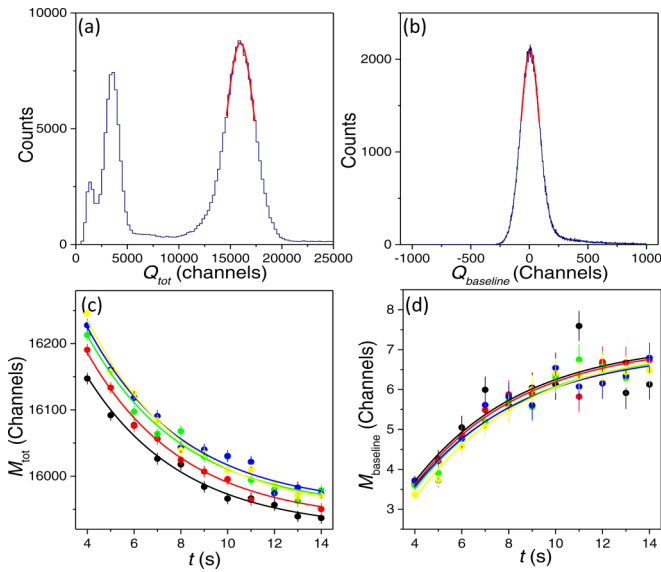 (a)
10000
5000
0
Counts
0 5000 10000 15000 20000 25000
Q_tot (channels)
(b)
2000
1000
0
Counts
-1000 -500 0 500 1000
Q_baseline (Channels)
(c)
16200
16100
16000
M_tot (Channels)
4 6 8 10 12 14
t (s)
(d)
8
7
6
5
4
3
M_baseline (Channels)
4 6 8 10 12 14
t (s)